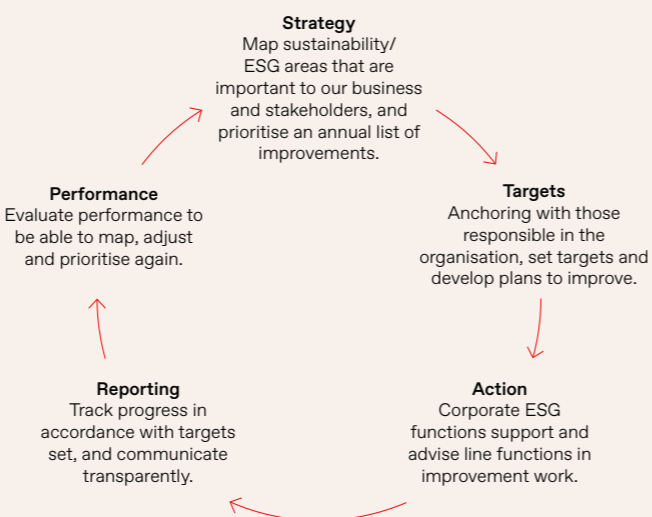 Strategy
Map sustainability/
ESG areas that are
important to our business
and stakeholders, and
prioritise an annual list of
improvements.
Targets
Anchoring with those
responsible in the
organisation, set targets and
develop plans to improve.
Action
Corporate ESG
functions support and
advise line functions in
improvement work.
Reporting
Track progress in
accordance with targets
set, and communicate
transparently.
Performance
Evaluate performance to
be able to map, adjust
and prioritise again.